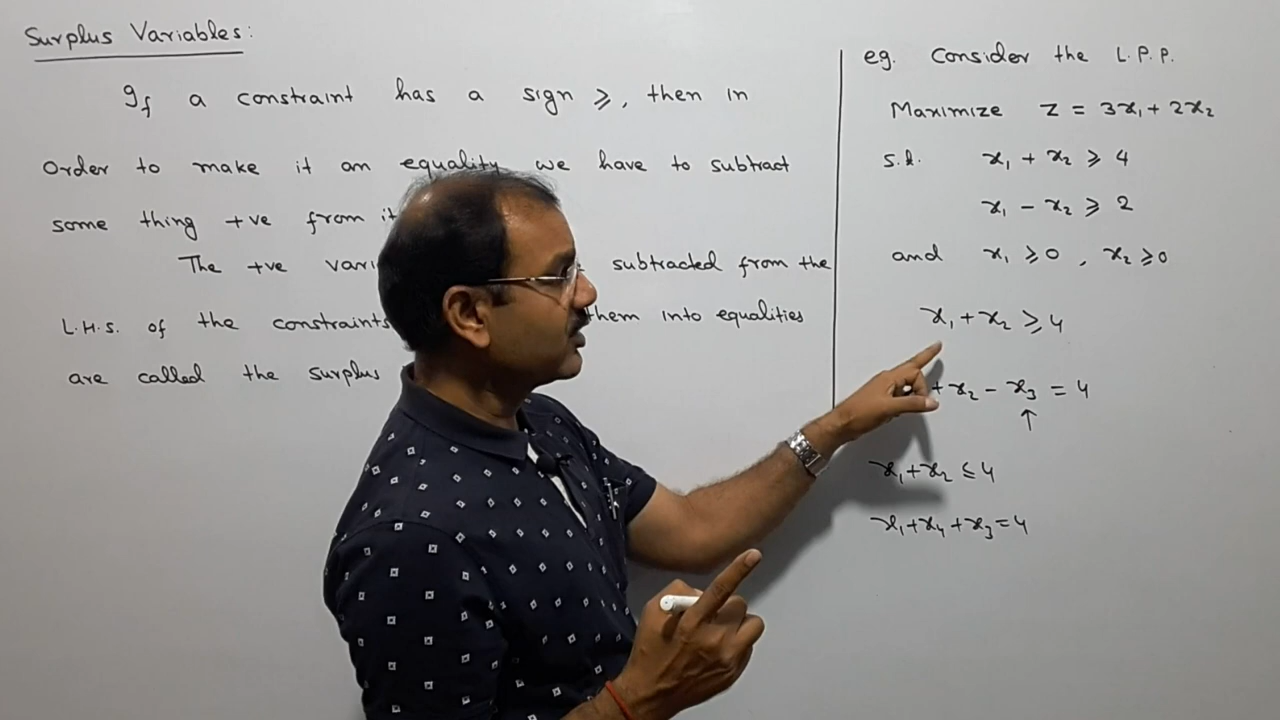 Surplus Variables:
If a constraint has a sign ≥, then in
order to make it an equality we have to subtract
some thing +ve from it
The +ve subtracted from the
L.H.S. of the constraints them into equalities
are called the surplus
eg. Consider the L.P.P.
Maximize Z = 3x₁ + 2x₂
s.t. x₁ + x₂ ≥ 4
x₁ - x₂ ≥ 2
and x₁ ≥ 0 , x₂ ≥ 0
x₁ + x₂ ≥ 4
+ x₂ - x₃ = 4
↑
x₁ + x₂ ≤ 4
x₁ + x₄ + x₃ = 4